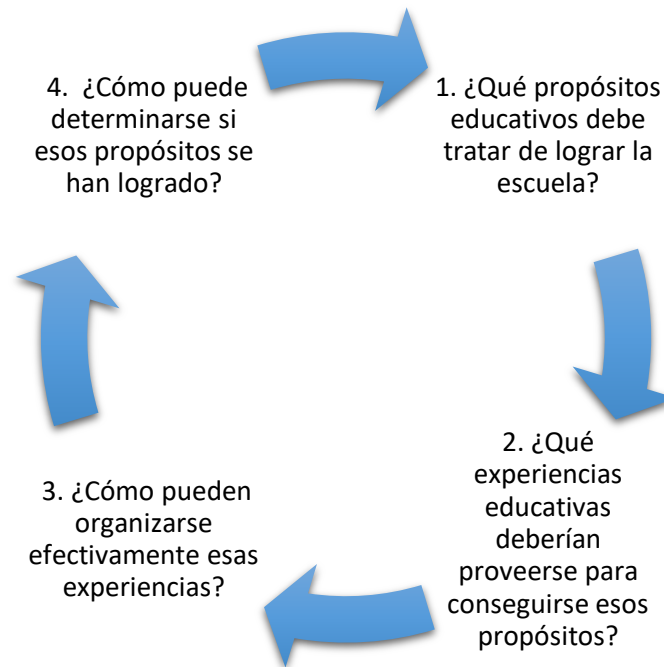 1. ¿Qué propósitos
educativos debe
tratar de lograr la
escuela?
2. ¿Qué
experiencias
educativas
deberían
proveerse para
conseguirse esos
propósitos?
3. ¿Cómo pueden
organizarse
efectivamente esas
experiencias?
4. ¿Cómo puede
determinarse si
esos propósitos se
han logrado?